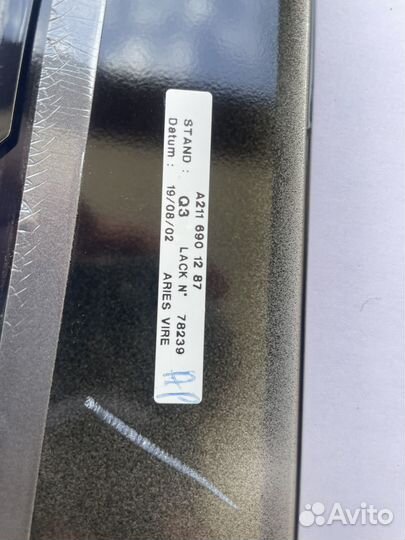 A211 690 12 87
STAND : Q3 LACK N° 78239
Datum : 19/08/02 ARIES VIRE
Avito